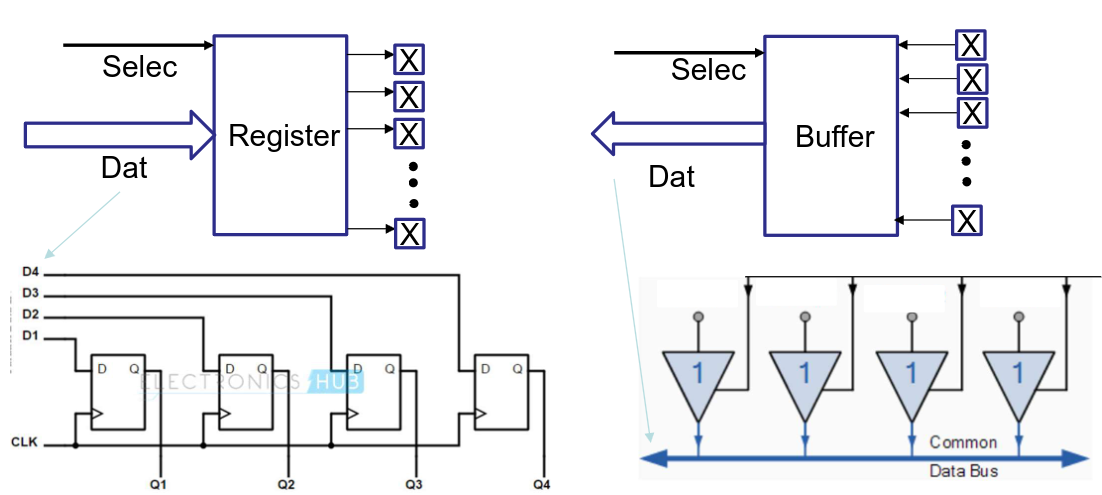 Selec
Register
Dat
X
X
X
X
Selec
Buffer
Dat
X
X
X
X
D4
D3
D2
D1
D Q
D Q
D Q
D Q
ELECTRONICS HUB
CLK
Q1 Q2 Q3 Q4
1 1 1 1
Common
Data Bus